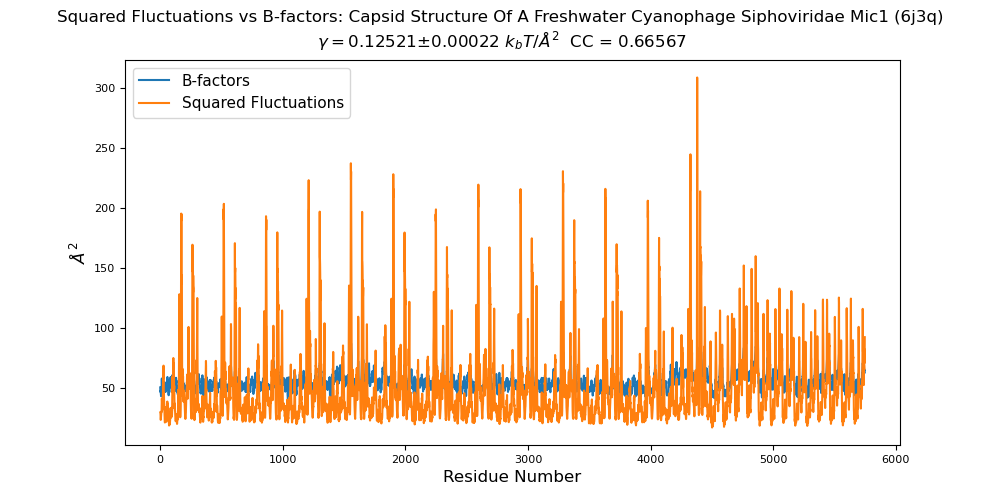 Squared Fluctuations vs B-factors: Capsid Structure Of A Freshwater Cyanophage Siphoviridae Mic1 (6j3q)
γ = 0.12521±0.00022 k_bT/Å² CC = 0.66567
B-factors
Squared Fluctuations
300
250
200
150
100
50
Å²
0 1000 2000 3000 4000 5000 6000
Residue Number